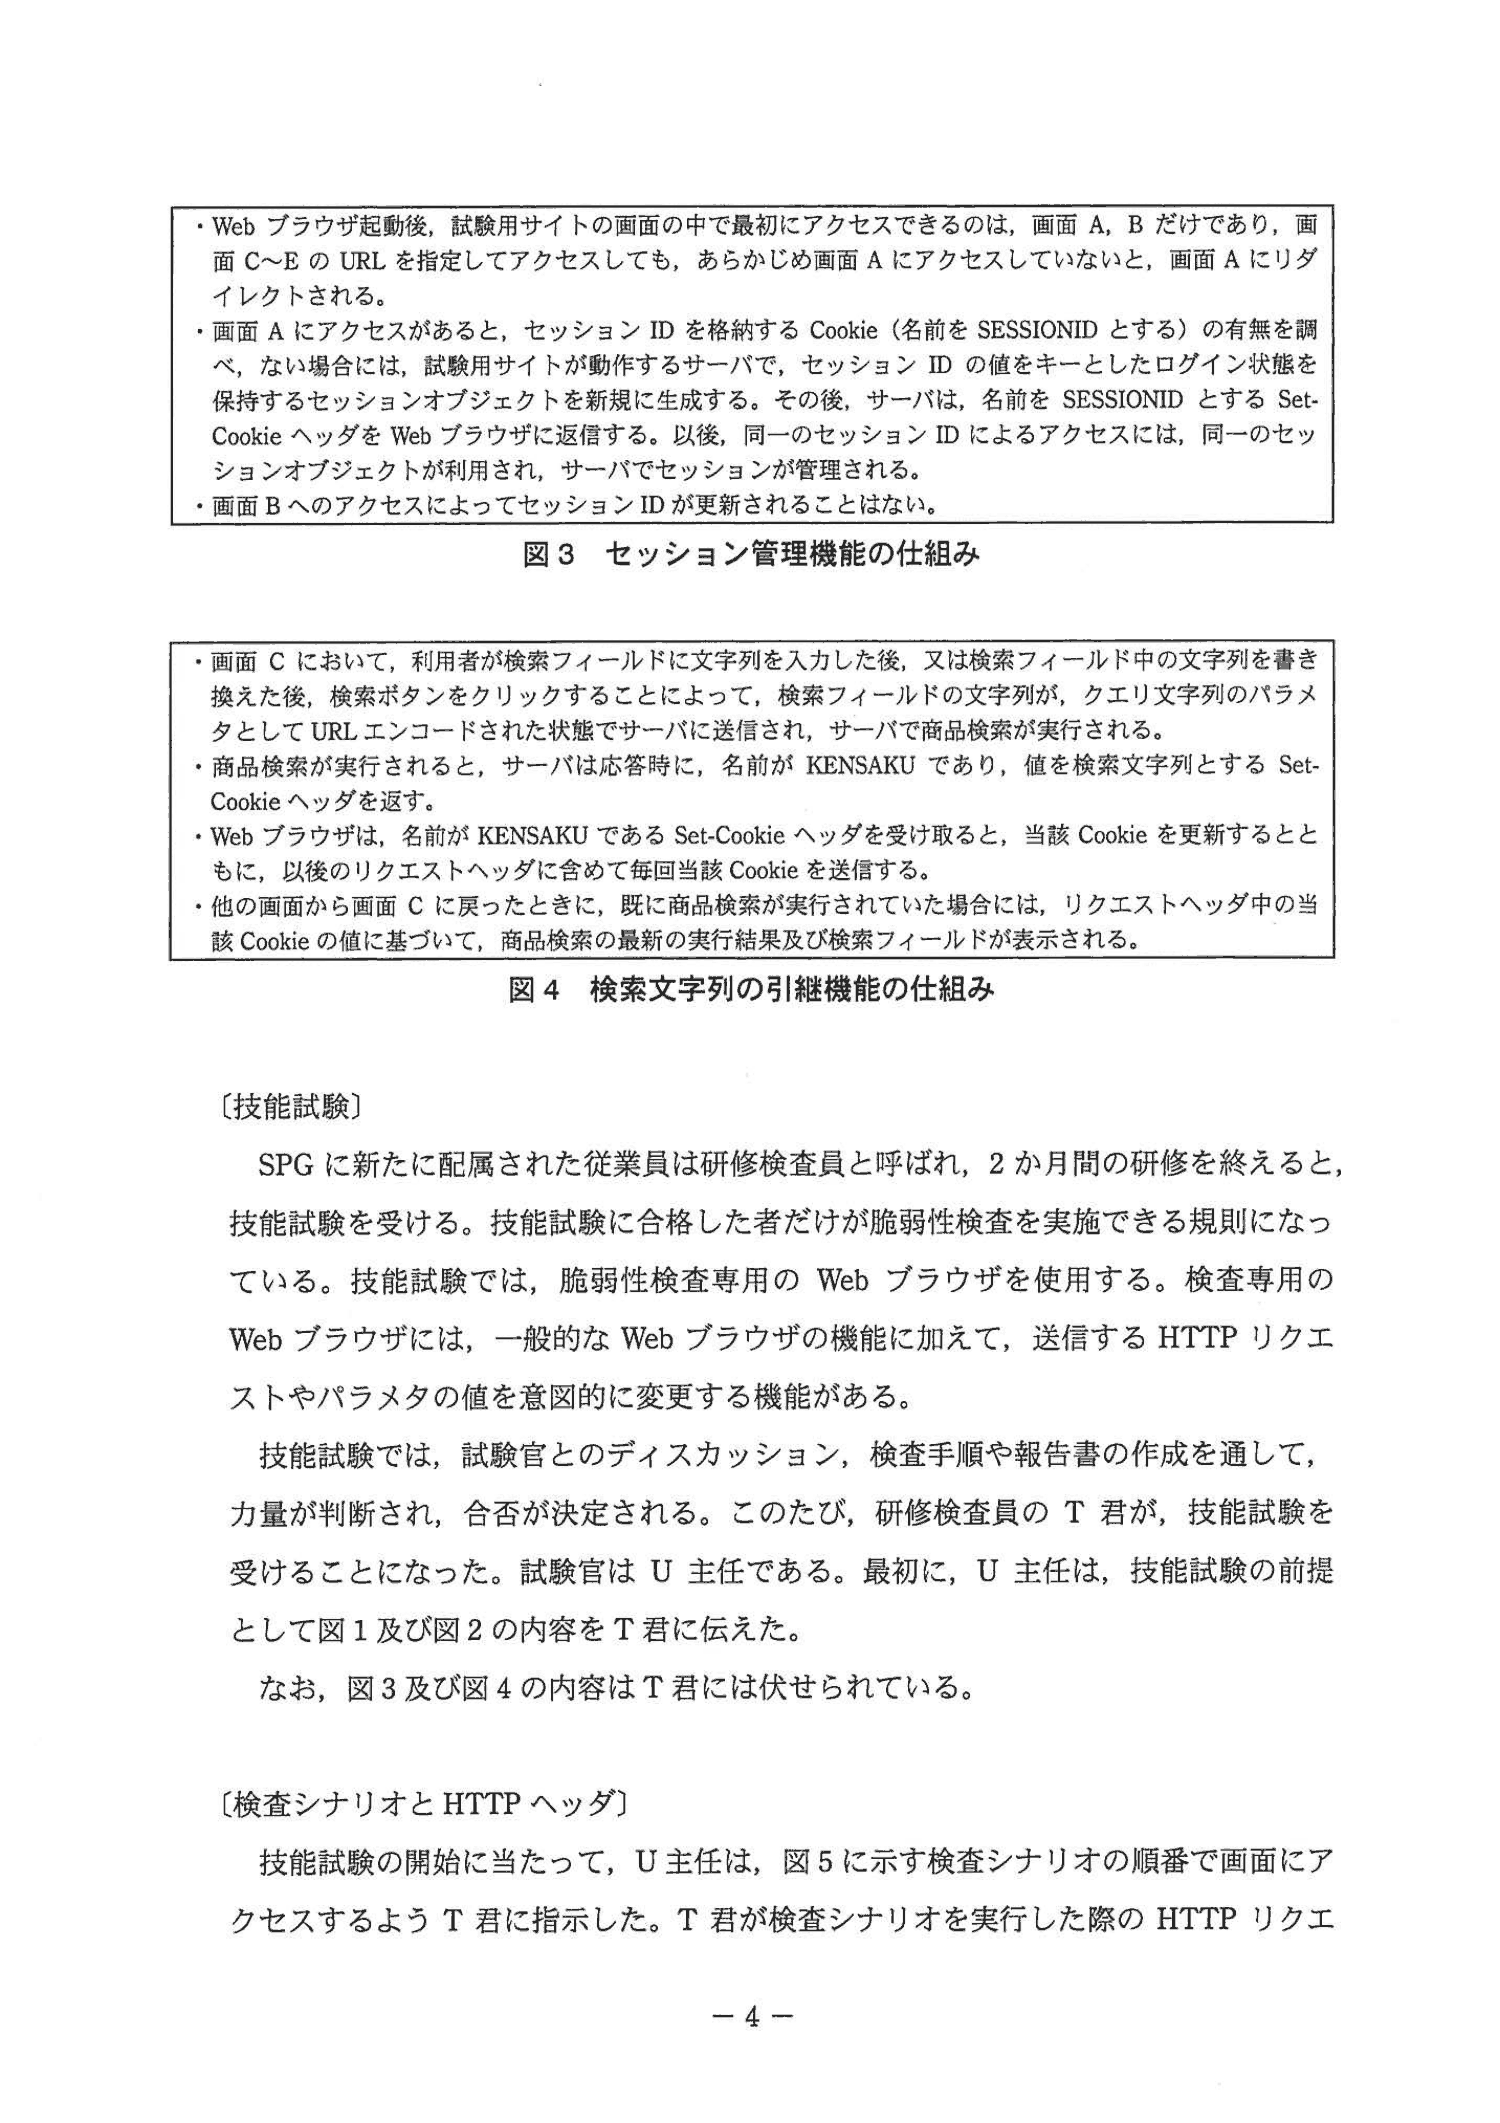 ・Web ブラウザ起動後，試験用サイトの画面の中で最初にアクセスできるのは，画面 A，B だけであり，画
面 C～E の URL を指定してアクセスしても，あらかじめ画面 A にアクセスしていないと，画面 A にリダ
イレクトされる。
・画面 A にアクセスがあると，セッション ID を格納する Cookie（名前を SESSIONID とする）の有無を調
べ，ない場合には，試験用サイトが動作するサーバで，セッション ID の値をキーとしたログイン状態を
保持するセッションオブジェクトを新規に生成する。その後，サーバは，名前を SESSIONID とする Set-
Cookie ヘッダを Web ブラウザに返信する。以後，同一のセッション ID によるアクセスには，同一のセッ
ションオブジェクトが利用され，サーバでセッションが管理される。
・画面 B へのアクセスによってセッション ID が更新されることはない。
図3 セッション管理機能の仕組み
・画面 C において，利用者が検索フィールドに文字列を入力した後，又は検索フィールド中の文字列を書き
換えた後，検索ボタンをクリックすることによって，検索フィールドの文字列が，クエリ文字列のパラメ
タとして URL エンコードされた状態でサーバに送信され，サーバで商品検索が実行される。
・商品検索が実行されると，サーバは応答時に，名前が KENSAKU であり，値を検索文字列とする Set-
Cookie ヘッダを返す。
・Web ブラウザは，名前が KENSAKU である Set-Cookie ヘッダを受け取ると，当該 Cookie を更新するとと
もに，以後のリクエストヘッダに含めて毎回当該 Cookie を送信する。
・他の画面から画面 C に戻ったときに，既に商品検索が実行されていた場合には，リクエストヘッダ中の当
該 Cookie の値に基づいて，商品検索の最新の実行結果及び検索フィールドが表示される。
図4 検索文字列の引継機能の仕組み
〔技能試験〕
SPG に新たに配属された従業員は研修検査員と呼ばれ，2 か月間の研修を終えると，
技能試験を受ける。技能試験に合格した者だけが脆弱性検査を実施できる規則になっ
ている。技能試験では，脆弱性検査専用の Web ブラウザを使用する。検査専用の
Web ブラウザには，一般的な Web ブラウザの機能に加えて，送信する HTTP リクエ
ストやパラメタの値を意図的に変更する機能がある。
技能試験では，試験官とのディスカッション，検査手順や報告書の作成を通して，
力量が判断され，合否が決定される。このたび，研修検査員の T 君が，技能試験を
受けることになった。試験官は U 主任である。最初に，U 主任は，技能試験の前提
として図 1 及び図 2 の内容を T 君に伝えた。
なお，図 3 及び図 4 の内容は T 君には伏せられている。
〔検査シナリオと HTTP ヘッダ〕
技能試験の開始に当たって，U 主任は，図 5 に示す検査シナリオの順番で画面にア
クセスするよう T 君に指示した。T 君が検査シナリオを実行した際の HTTP リクエ
－ 4 －